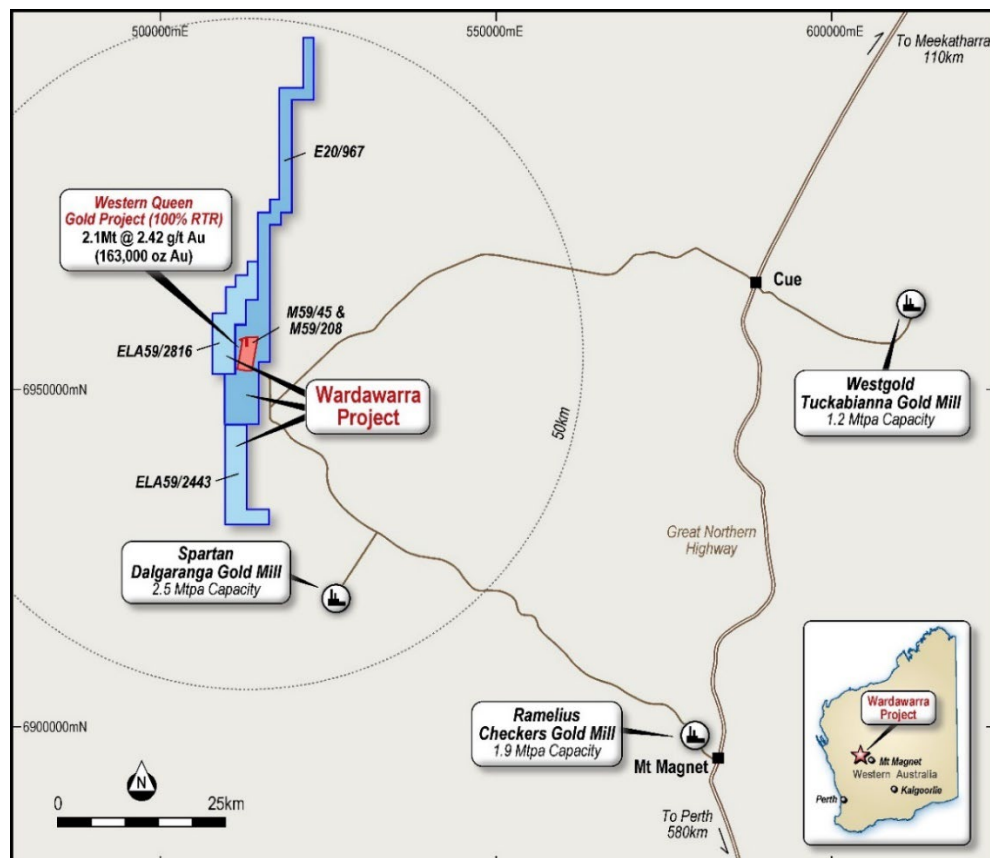 500000mE
550000mE
600000mE
To Meekatharra
110km
E20/967
Western Queen
Gold Project (100% RTR)
2.1Mt @ 2.42 g/t Au
(163,000 oz Au)
M59/45 &
M59/208
ELA59/2816
Cue
6950000mN
Wardawarra
Project
50km
Westgold
Tuckabianna Gold Mill
1.2 Mtpa Capacity
ELA59/2443
Great Northern
Highway
Spartan
Dalgaranga Gold Mill
2.5 Mtpa Capacity
6900000mN
Ramelius
Checkers Gold Mill
1.9 Mtpa Capacity
Mt Magnet
To Perth
580km
N
0
25km
Wardawarra
Project
Mt Magnet
Western Australia
Kalgoorlie
Perth